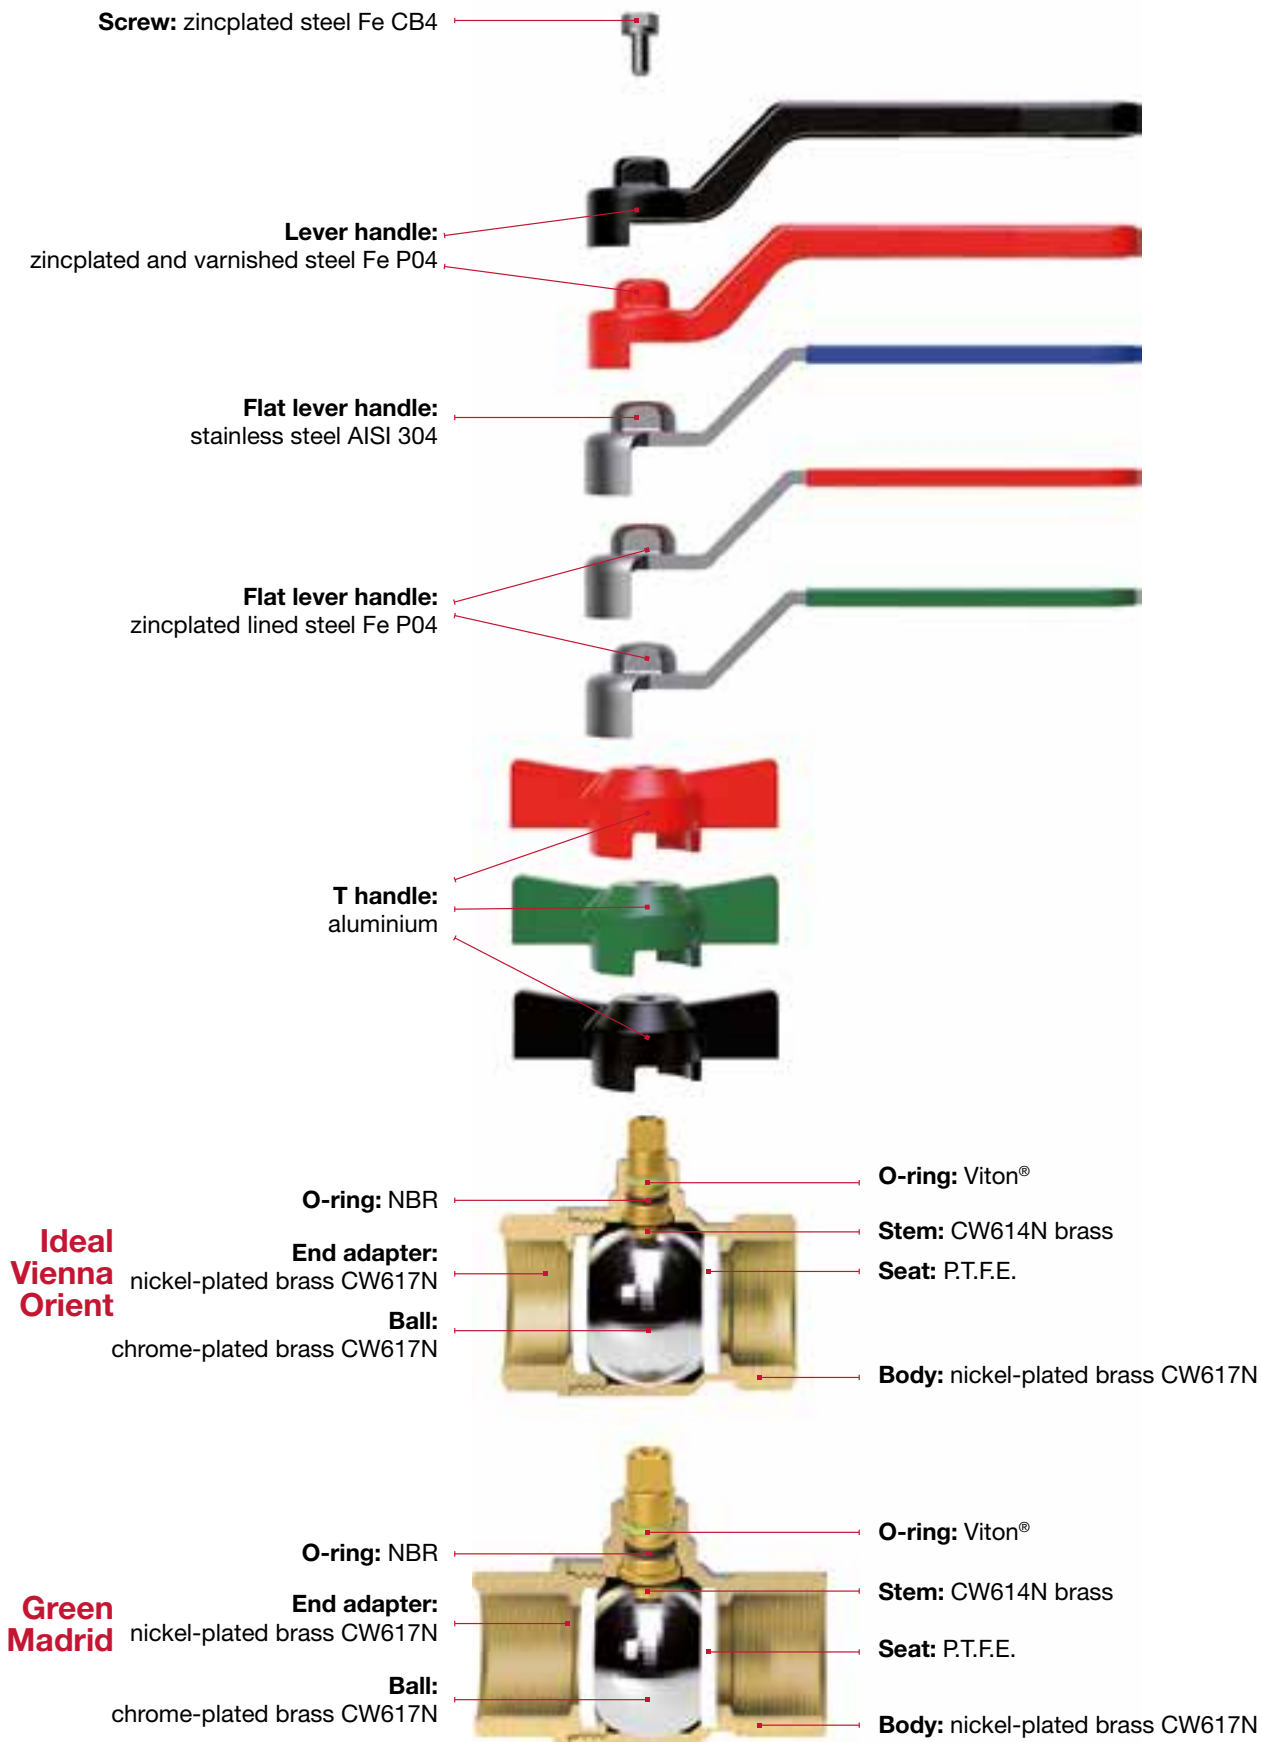 Screw: zincplated steel Fe CB4
Lever handle:
zincplated and varnished steel Fe P04
Flat lever handle:
stainless steel AISI 304
Flat lever handle:
zincplated lined steel Fe P04
T handle:
aluminium
Ideal
Vienna
Orient
O-ring: NBR
End adapter:
nickel-plated brass CW617N
Ball:
chrome-plated brass CW617N
O-ring: Viton®
Stem: CW614N brass
Seat: P.T.F.E.
Body: nickel-plated brass CW617N
Green
Madrid
O-ring: NBR
End adapter:
nickel-plated brass CW617N
Ball:
chrome-plated brass CW617N
O-ring: Viton®
Stem: CW614N brass
Seat: P.T.F.E.
Body: nickel-plated brass CW617N